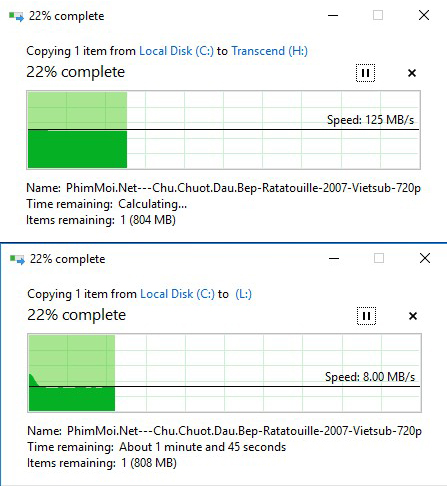 22% complete
Copying 1 item from Local Disk (C:) to Transcend (H:)
22% complete
Speed: 125 MB/s
Name: PhimMoi.Net---Chu.Chuot.Dau.Bep-Ratatouille-2007-Vietsub-720p
Time remaining: Calculating...
Items remaining: 1 (804 MB)
22% complete
Copying 1 item from Local Disk (C:) to (L:)
22% complete
Speed: 8.00 MB/s
Name: PhimMoi.Net---Chu.Chuot.Dau.Bep-Ratatouille-2007-Vietsub-720p
Time remaining: About 1 minute and 45 seconds
Items remaining: 1 (808 MB)